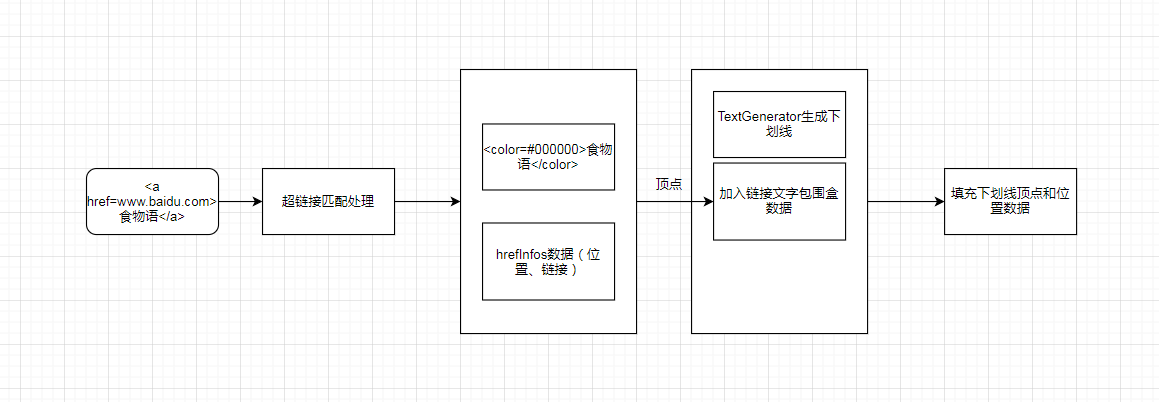 <a
href=www.baidu.com>
食物语</a>
超链接匹配处理
<color=#000000>食物
语</color>
hrefInfos数据（位
置、链接）
顶点
TextGenerator生成下
划线
加入链接文字包围盒
数据
填充下划线顶点和位
置数据